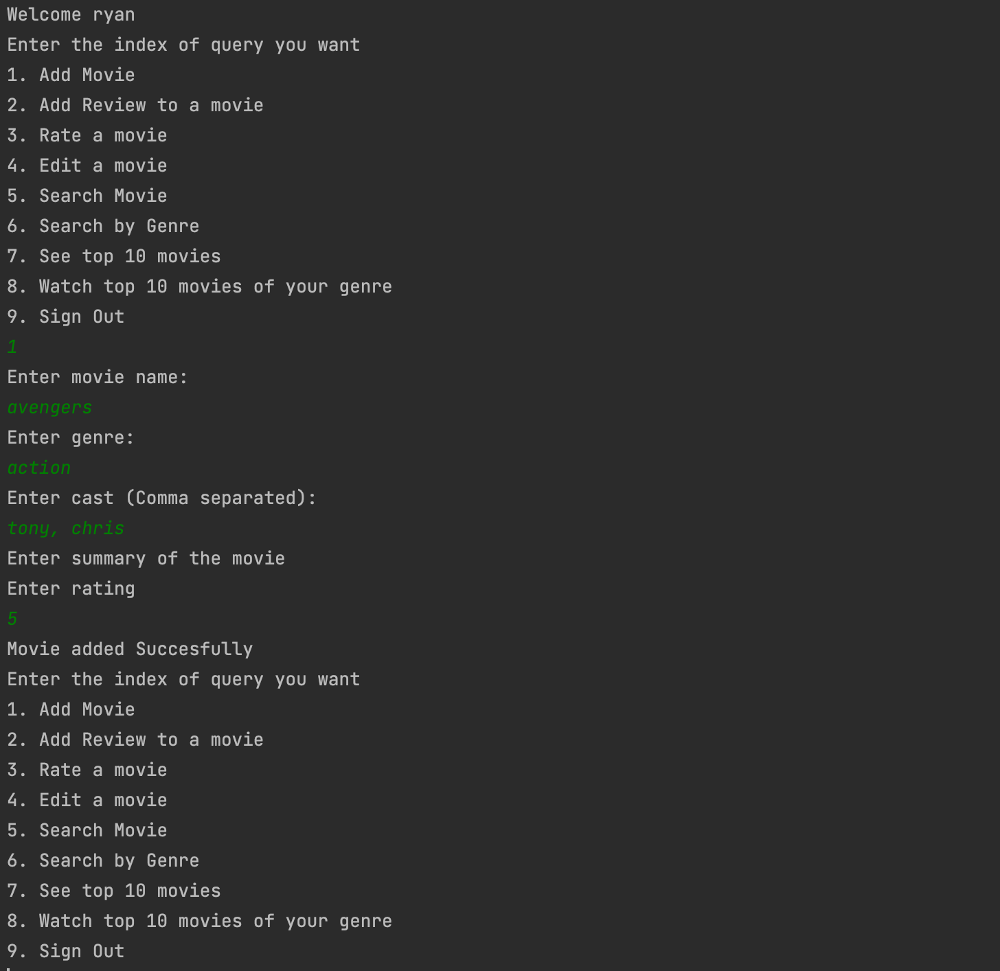 Welcome ryan
Enter the index of query you want
1. Add Movie
2. Add Review to a movie
3. Rate a movie
4. Edit a movie
5. Search Movie
6. Search by Genre
7. See top 10 movies
8. Watch top 10 movies of your genre
9. Sign Out
1
Enter movie name:
avengers
Enter genre:
action
Enter cast (Comma separated):
tony, chris
Enter summary of the movie
Enter rating
5
Movie added Succesfully
Enter the index of query you want
1. Add Movie
2. Add Review to a movie
3. Rate a movie
4. Edit a movie
5. Search Movie
6. Search by Genre
7. See top 10 movies
8. Watch top 10 movies of your genre
9. Sign Out